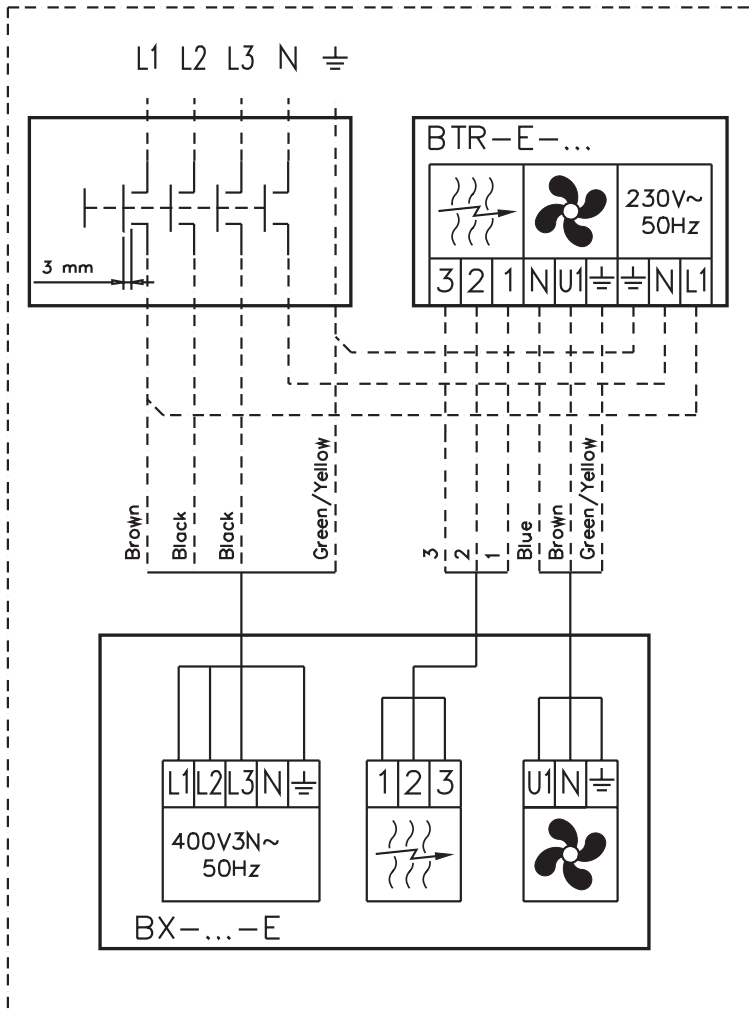 L1 L2 L3 N
BTR-E-...
230V~
50Hz
3 2 1 N U1 N L1
3 mm
Brown
Black
Black
Green/Yellow
3
2
1
Blue
Brown
Green/Yellow
L1 L2 L3 N
1 2 3
U1 N
400V3N~
50Hz
BX-...-E